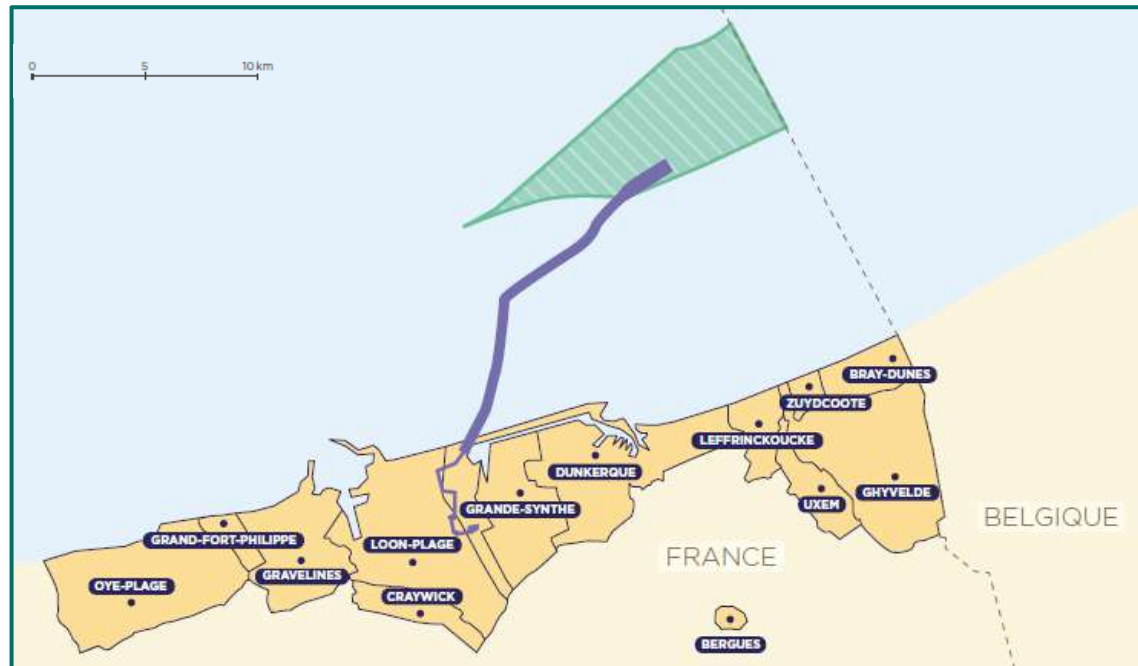 0 5 10 km
BRAY-DUNES
ZUYDCOOTE
LEFFRINCKOUCKE
DUNKERQUE
GHYVELDE
UXEM
GRANDE-SYNTHE
BELGIQUE
GRAND-FORT-PHILIPPE
LOON-PLAGE
FRANCE
GRAVELINES
OYE-PLAGE
CRAYWICK
BERGUES